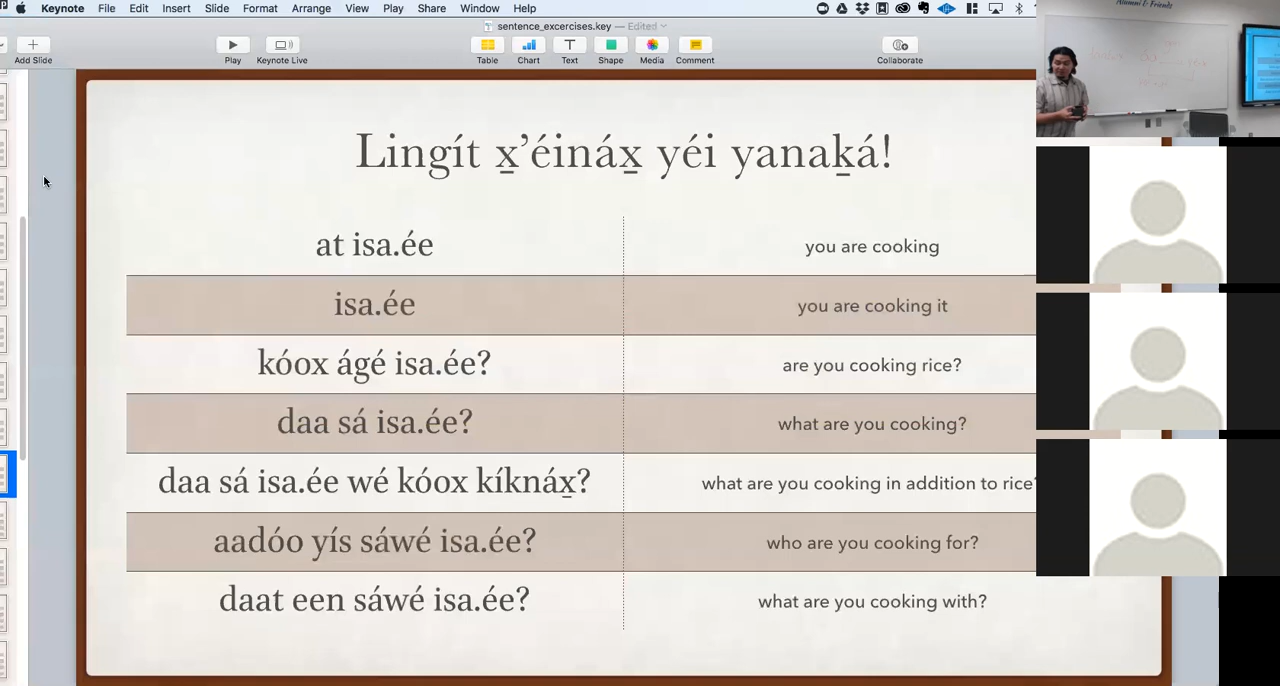 Keynote File Edit Insert Slide Format Arrange View Play Share Window Help
sentence_excercises.key — Edited
Add Slide Play Keynote Live Table Chart Text Shape Media Comment Collaborate
Alumni & Friends
Lingít x̲’éináx̲ yéi yanaḵá!
at isa.ée you are cooking
isa.ée you are cooking it
kóox ágé isa.ée? are you cooking rice?
daa sá isa.ée? what are you cooking?
daa sá isa.ée wé kóox kíknáx̲? what are you cooking in addition to rice?
aadóo yís sáwé isa.ée? who are you cooking for?
daat een sáwé isa.ée? what are you cooking with?